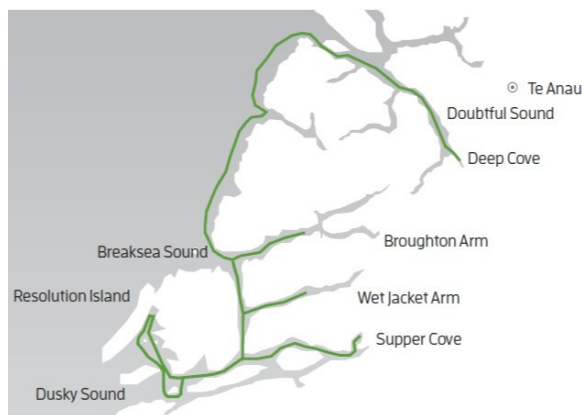 Te Anau
Doubtful Sound
Deep Cove
Broughton Arm
Breaksea Sound
Resolution Island
Wet Jacket Arm
Supper Cove
Dusky Sound